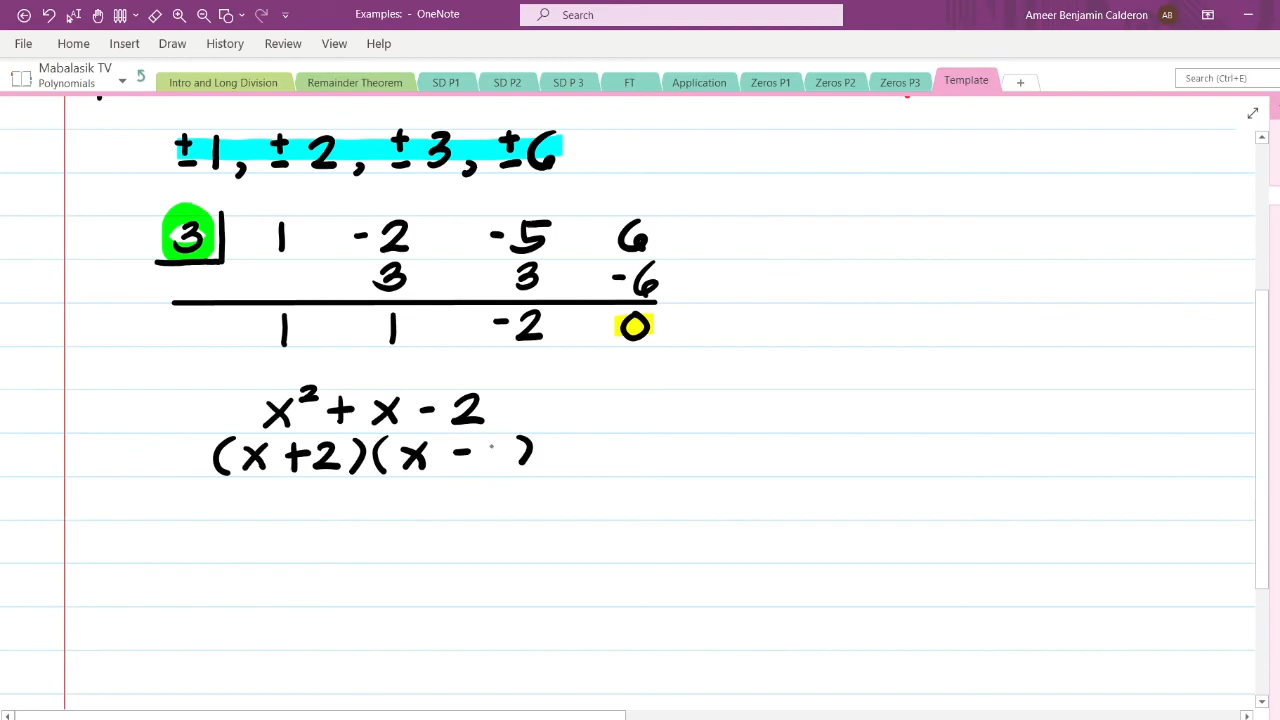 Examples: - OneNote
Search
Ameer Benjamin Calderon AB
File Home Insert Draw History Review View Help
Mabalasik TV
Polynomials
Intro and Long Division Remainder Theorem SD P1 SD P2 SD P 3 FT Application Zeros P1 Zeros P2 Zeros P3 Template +
Search (Ctrl+E)
±1, ±2, ±3, ±6
3 1 -2 -5 6
3 3 -6
1 1 -2 0
x² + x - 2
(x + 2)(x - )